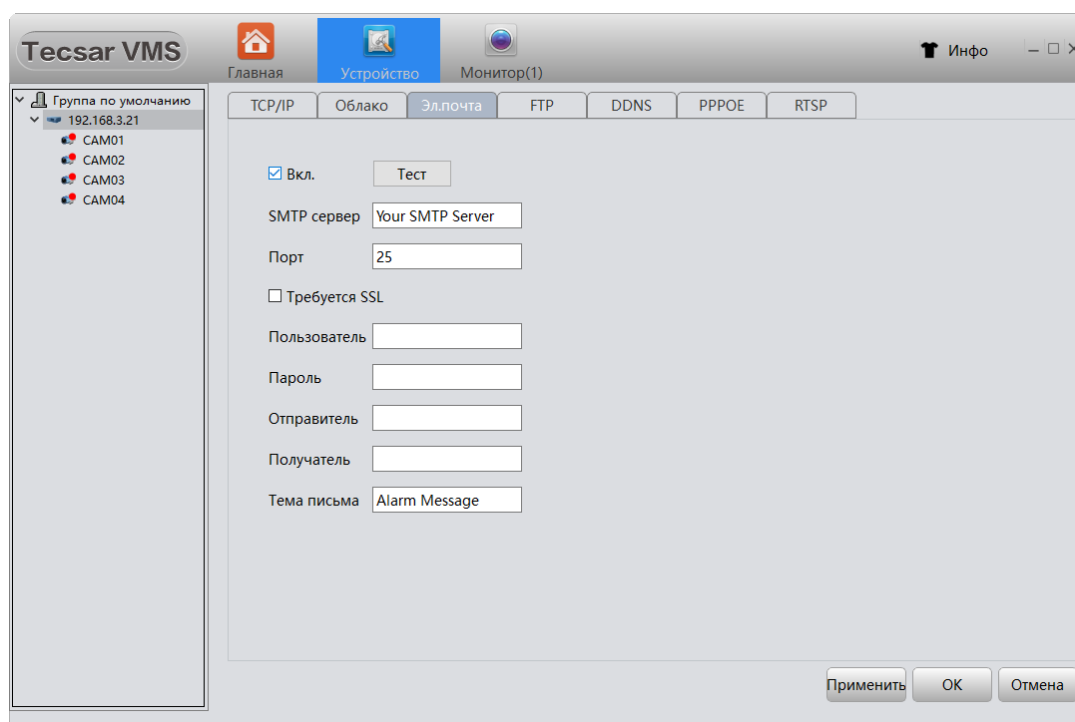 Tecsar VMS
Главная
Устройство
Монитор(1)
Инфо
Группа по умолчанию
192.168.3.21
CAM01
CAM02
CAM03
CAM04
TCP/IP Облако Эл.почта FTP DDNS PPPOE RTSP
Вкл. Тест
SMTP сервер Your SMTP Server
Порт 25
Требуется SSL
Пользователь
Пароль
Отправитель
Получатель
Тема письма Alarm Message
Применить OK Отмена